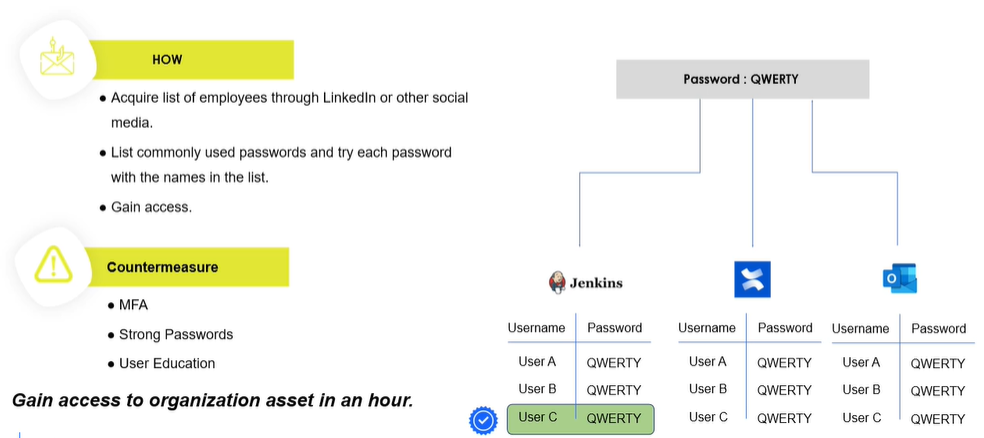 HOW
● Acquire list of employees through LinkedIn or other social
media.
● List commonly used passwords and try each password
with the names in the list.
● Gain access.
Countermeasure
● MFA
● Strong Passwords
● User Education
Gain access to organization asset in an hour.
Password : QWERTY
Jenkins
Username Password
User A QWERTY
User B QWERTY
User C QWERTY
Username Password
User A QWERTY
User B QWERTY
User C QWERTY
O
Username Password
User A QWERTY
User B QWERTY
User C QWERTY